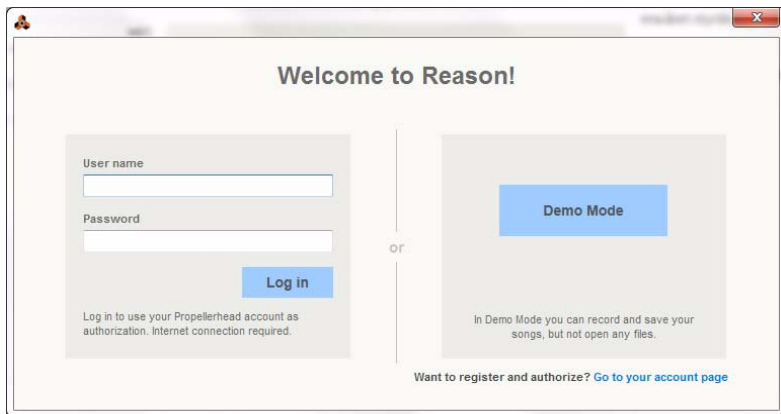 Welcome to Reason!
User name
Password
Log in
Log in to use your Propellerhead account as
authorization. Internet connection required.
or
Demo Mode
In Demo Mode you can record and save your
songs, but not open any files.
Want to register and authorize? Go to your account page